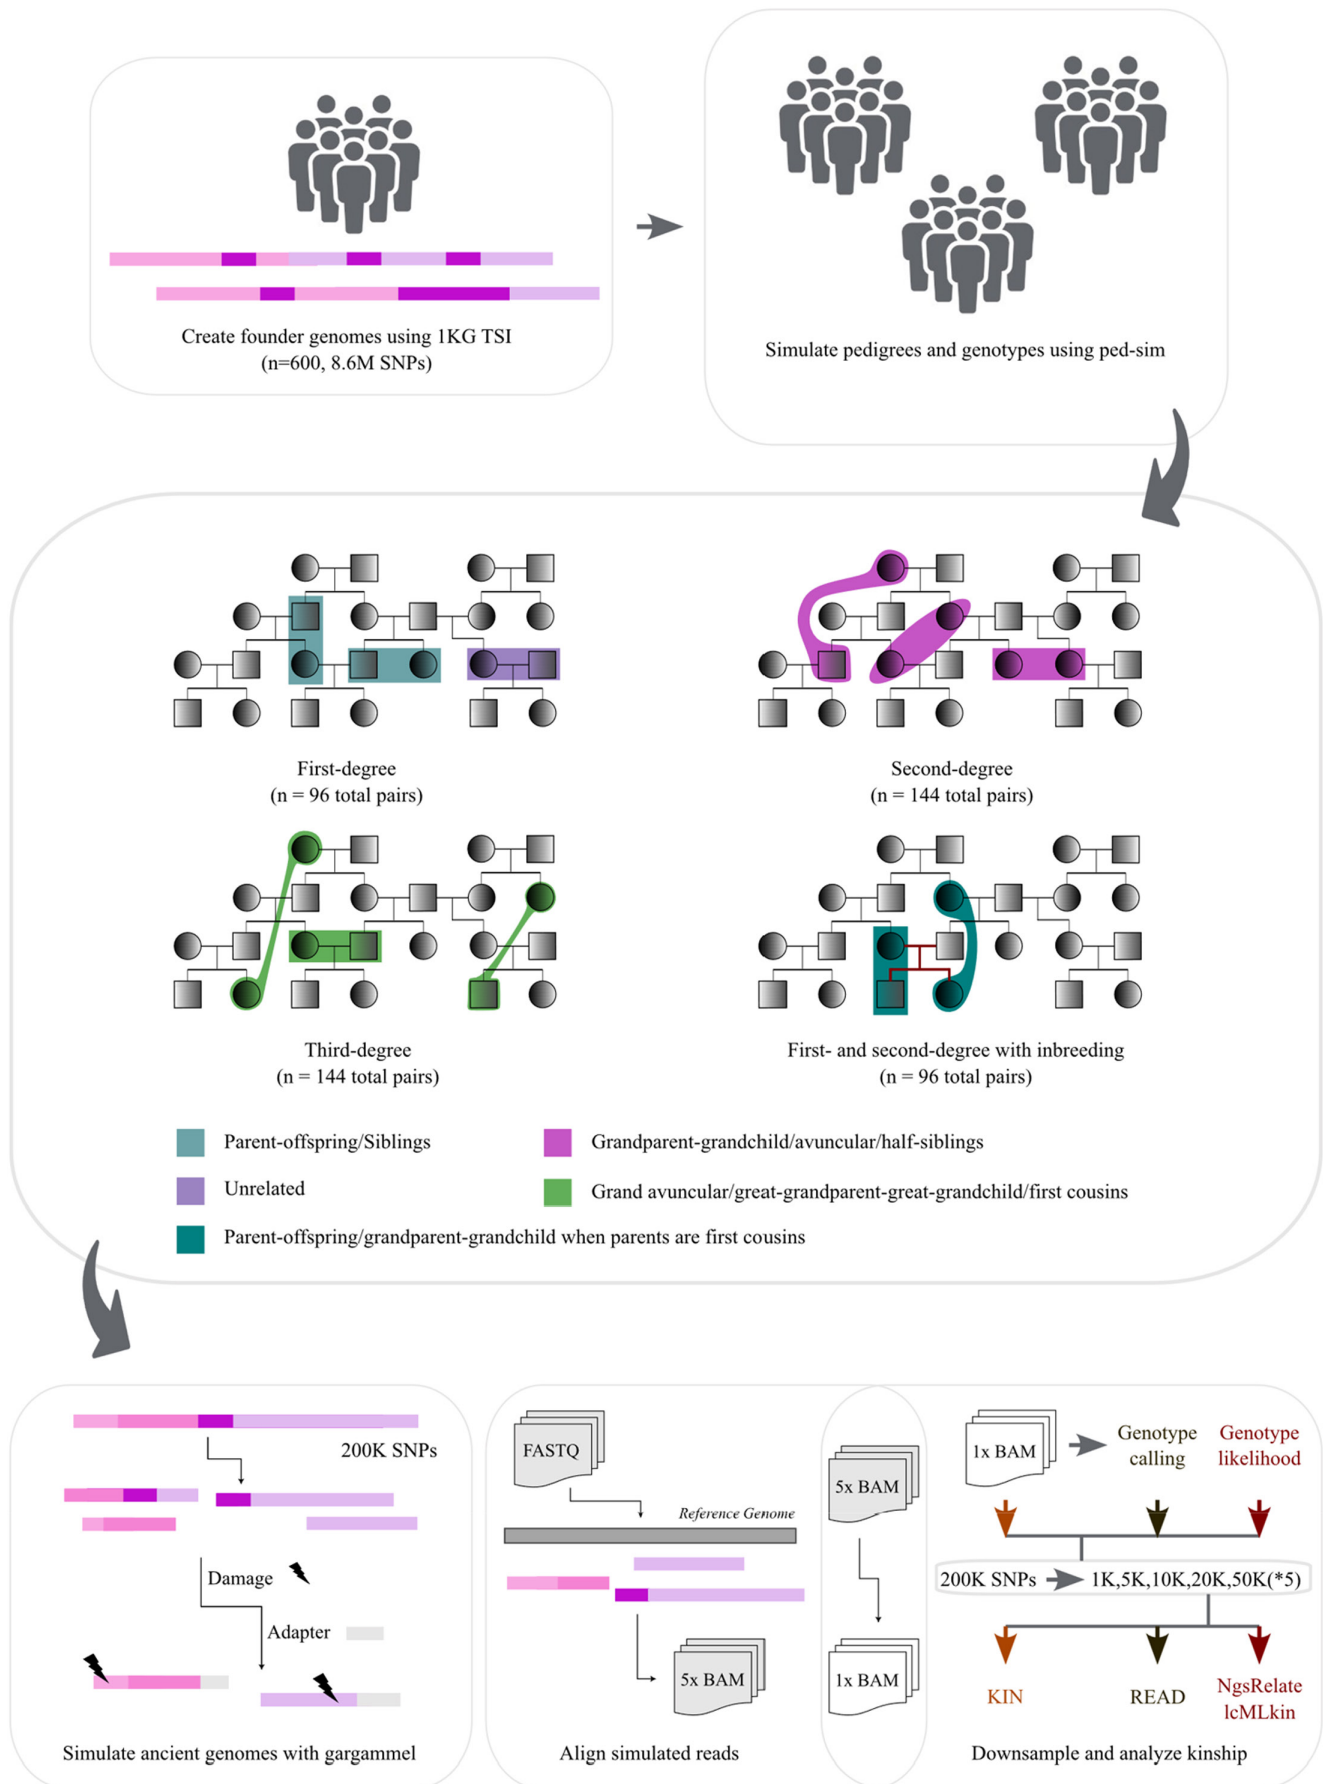 Create founder genomes using 1KG TSI
(n=600, 8.6M SNPs)
Simulate pedigrees and genotypes using ped-sim
First-degree
(n = 96 total pairs)
Second-degree
(n = 144 total pairs)
Third-degree
(n = 144 total pairs)
First- and second-degree with inbreeding
(n = 96 total pairs)
Parent-offspring/Siblings
Grandparent-grandchild/avuncular/half-siblings
Unrelated
Grand avuncular/great-grandparent-great-grandchild/first cousins
Parent-offspring/grandparent-grandchild when parents are first cousins
200K SNPs
Damage
Adapter
Simulate ancient genomes with gargammel
FASTQ
Reference Genome
5x BAM
Align simulated reads
5x BAM
1x BAM
1x BAM
Genotype
calling
Genotype
likelihood
200K SNPs
1K,5K,10K,20K,50K(*5)
KIN
READ
NgsRelate
lcMLkin
Downsample and analyze kinship